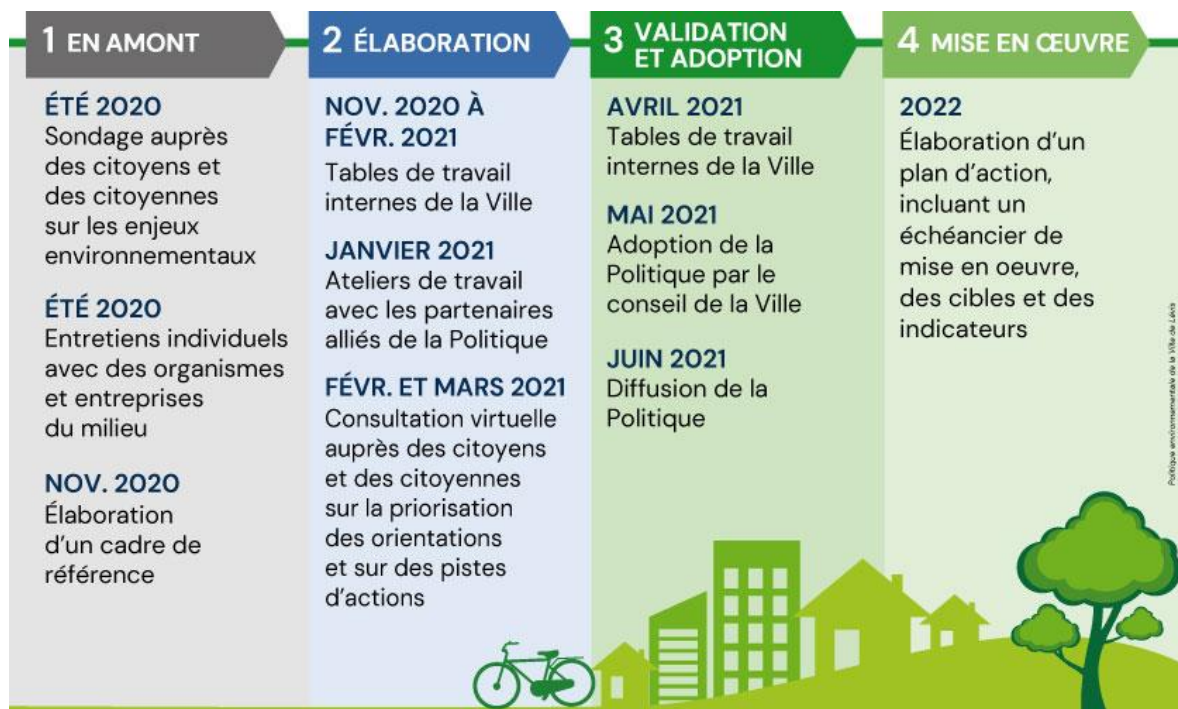 1 EN AMONT
ÉTÉ 2020
Sondage auprès
des citoyens et
des citoyennes
sur les enjeux
environnementaux
ÉTÉ 2020
Entretiens individuels
avec des organismes
et entreprises
du milieu
NOV. 2020
Élaboration
d'un cadre de
référence
2 ÉLABORATION
NOV. 2020 À
FÉVR. 2021
Tables de travail
internes de la Ville
JANVIER 2021
Ateliers de travail
avec les partenaires
alliés de la Politique
FÉVR. ET MARS 2021
Consultation virtuelle
auprès des citoyens
et des citoyennes
sur la priorisation
des orientations
et sur des pistes
d'actions
3 VALIDATION
ET ADOPTION
AVRIL 2021
Tables de travail
internes de la Ville
MAI 2021
Adoption de la
Politique par le
conseil de la Ville
JUIN 2021
Diffusion de la
Politique
4 MISE EN ŒUVRE
2022
Élaboration d'un
plan d'action,
incluant un
échéancier de
mise en oeuvre,
des cibles et des
indicateurs
Politique environnementale de la Ville de Lévis